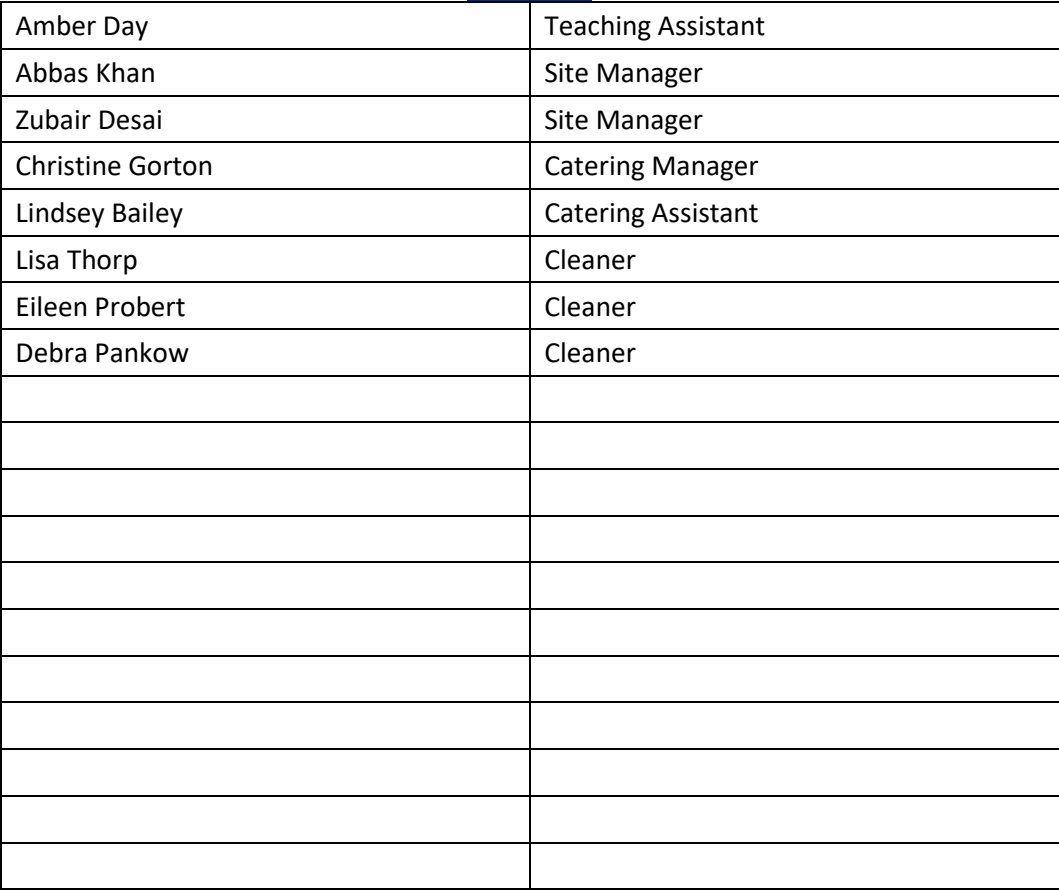 Amber Day Teaching Assistant
Abbas Khan Site Manager
Zubair Desai Site Manager
Christine Gorton Catering Manager
Lindsey Bailey Catering Assistant
Lisa Thorp Cleaner
Eileen Probert Cleaner
Debra Pankow Cleaner